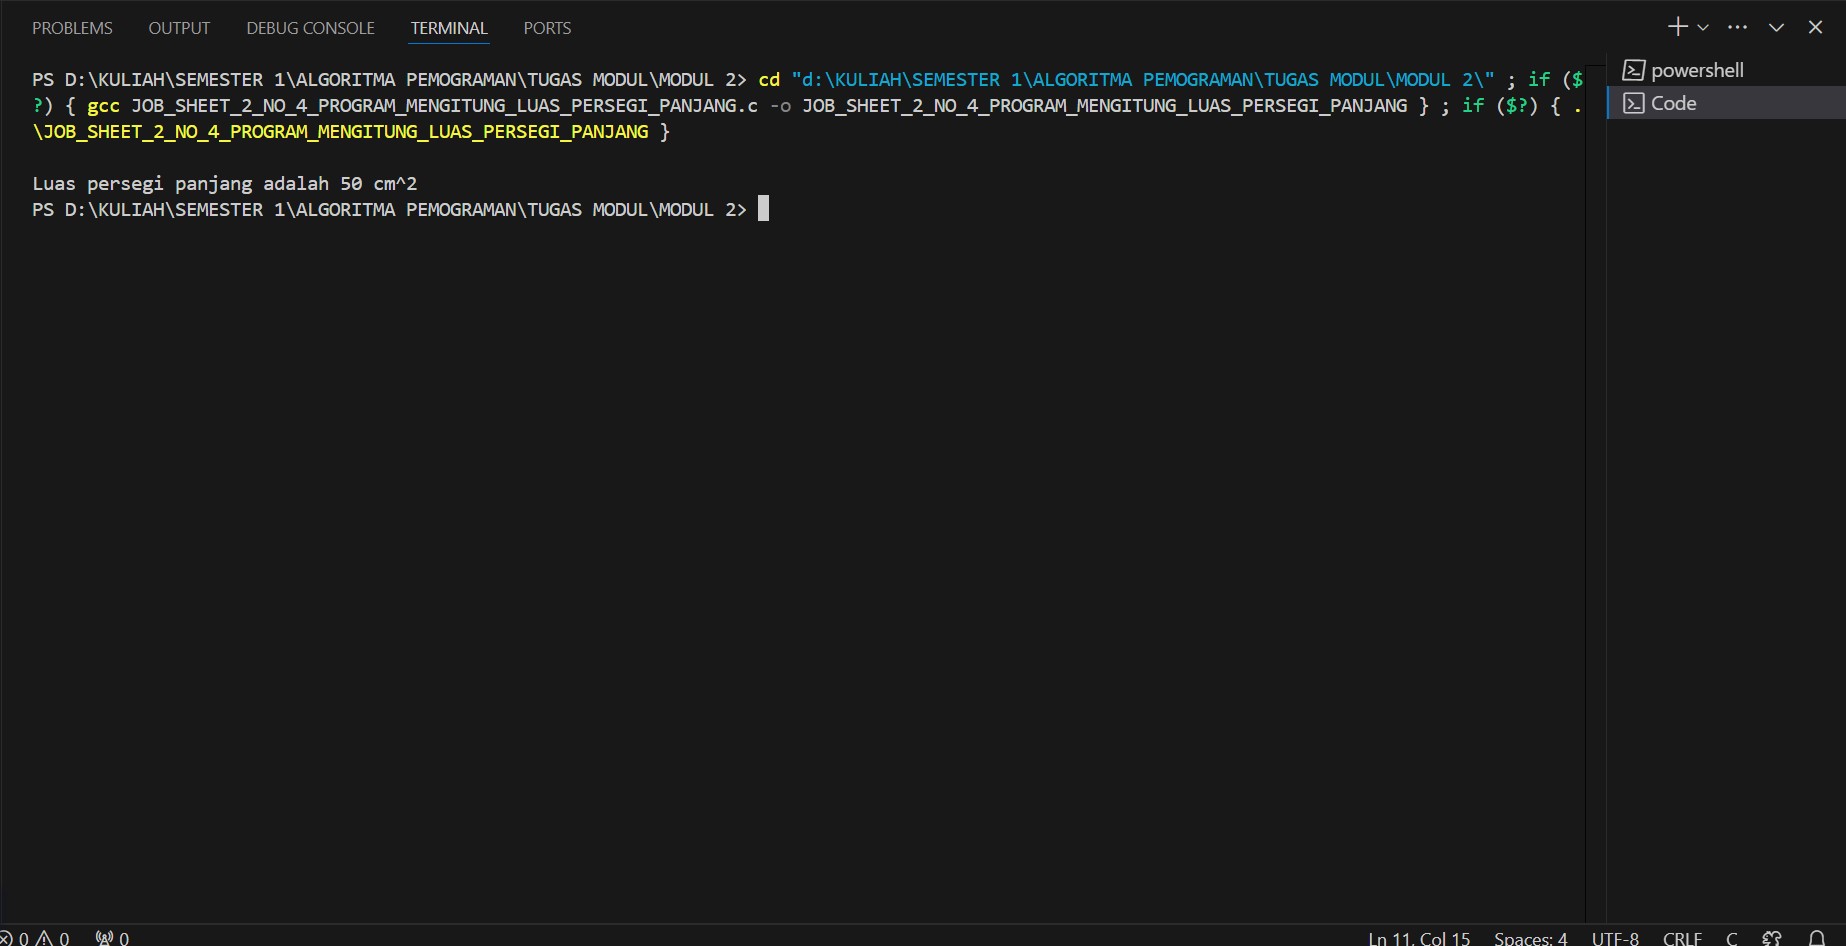 PROBLEMS OUTPUT DEBUG CONSOLE TERMINAL PORTS
PS D:\KULIAH\SEMESTER 1\ALGORITMA PEMOGRAMAN\TUGAS MODUL\MODUL 2> cd "d:\KULIAH\SEMESTER 1\ALGORITMA PEMOGRAMAN\TUGAS MODUL\MODUL 2\" ; if ($
?) { gcc JOB_SHEET_2_NO_4_PROGRAM_MENGITUNG_LUAS_PERSEGI_PANJANG.c -o JOB_SHEET_2_NO_4_PROGRAM_MENGITUNG_LUAS_PERSEGI_PANJANG } ; if ($?) { .
\JOB_SHEET_2_NO_4_PROGRAM_MENGITUNG_LUAS_PERSEGI_PANJANG }
Luas persegi panjang adalah 50 cm^2
PS D:\KULIAH\SEMESTER 1\ALGORITMA PEMOGRAMAN\TUGAS MODUL\MODUL 2>
powershell
Code
0 0 0 Ln 11, Col 15 Spaces: 4 UTF-8 CRLF C